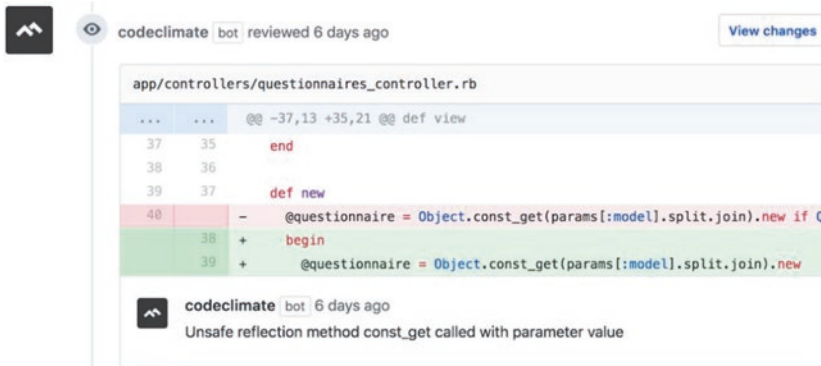 codeclimate bot reviewed 6 days ago
View changes
app/controllers/questionnaires_controller.rb
... ... @@ -37,13 +35,21 @@ def view
37 35 end
38 36
39 37 def new
40 - @questionnaire = Object.const_get(params[:model].split.join).new if
38 + begin
39 + @questionnaire = Object.const_get(params[:model].split.join).new
codeclimate bot 6 days ago
Unsafe reflection method const_get called with parameter value